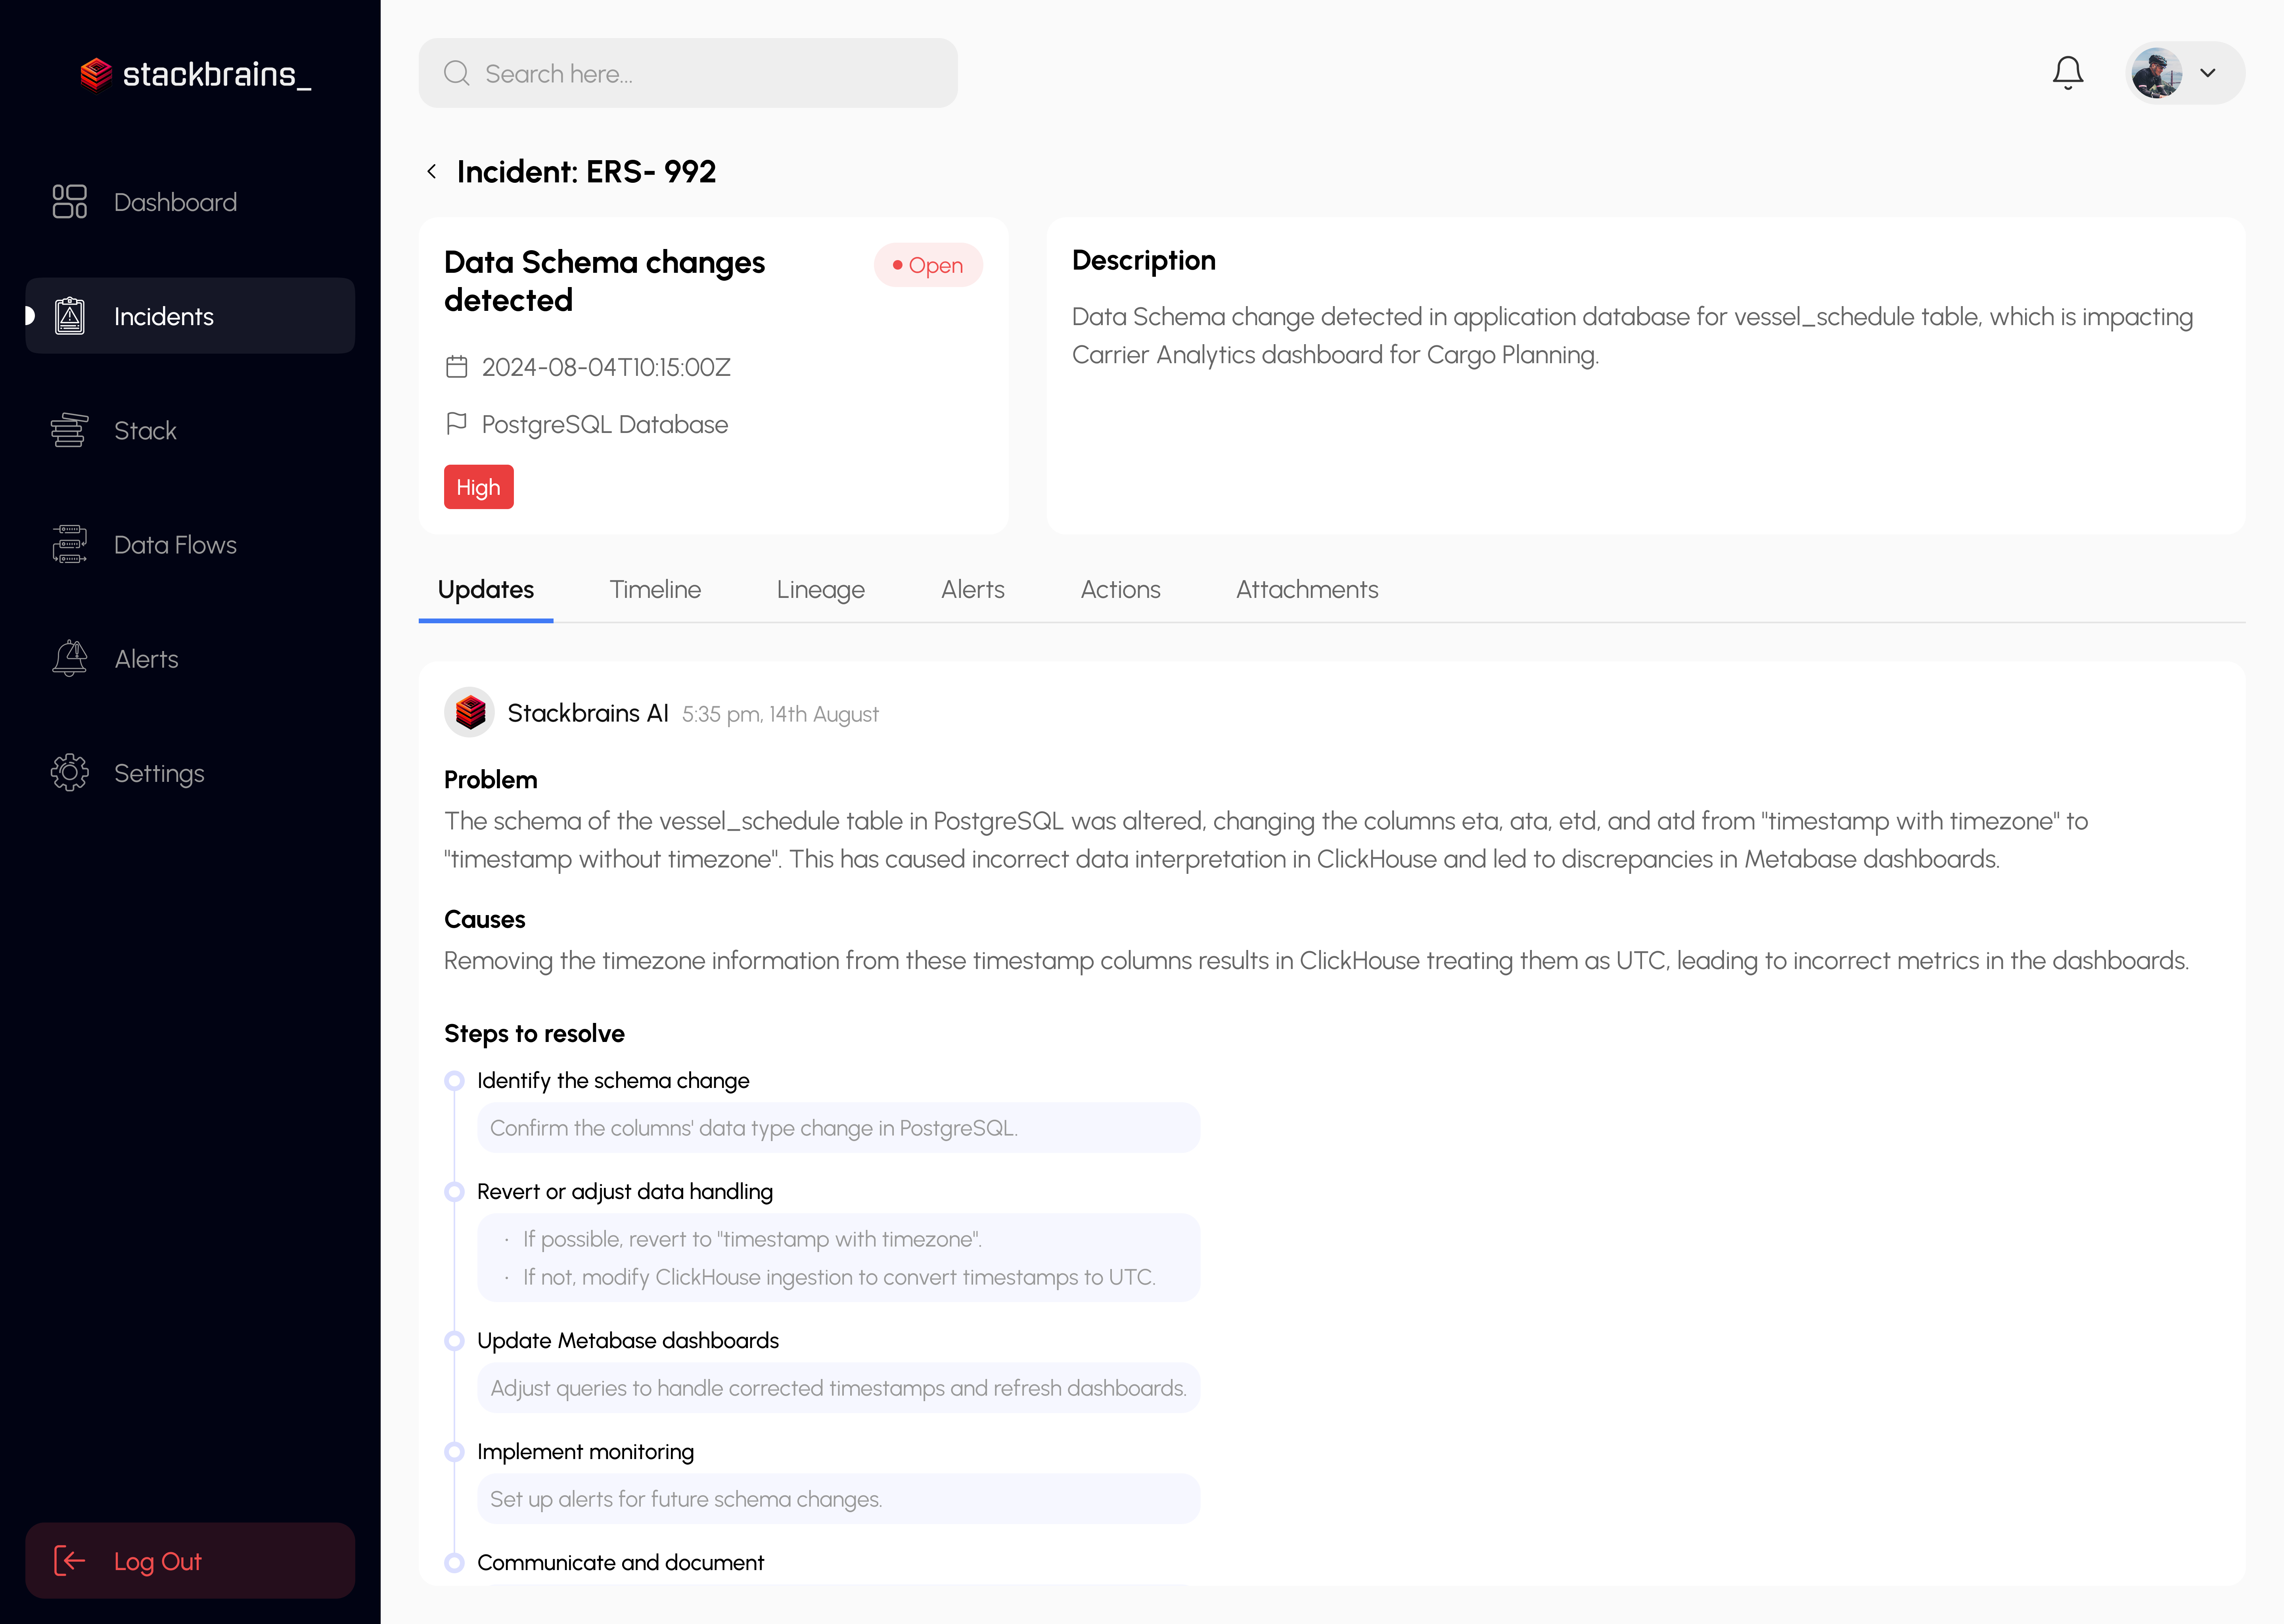 stackbrains_
Search here...
Dashboard
Incidents
Stack
Data Flows
Alerts
Settings
Log Out
Incident: ERS- 992
Data Schema changes
detected
Open
2024-08-04T10:15:00Z
PostgreSQL Database
High
Description
Data Schema change detected in application database for vessel_schedule table, which is impacting
Carrier Analytics dashboard for Cargo Planning.
Updates Timeline Lineage Alerts Actions Attachments
Stackbrains AI 5:35 pm, 14th August
Problem
The schema of the vessel_schedule table in PostgreSQL was altered, changing the columns eta, ata, etd, and atd from "timestamp with timezone" to
"timestamp without timezone". This has caused incorrect data interpretation in ClickHouse and led to discrepancies in Metabase dashboards.
Causes
Removing the timezone information from these timestamp columns results in ClickHouse treating them as UTC, leading to incorrect metrics in the dashboards.
Steps to resolve
Identify the schema change
Confirm the columns' data type change in PostgreSQL.
Revert or adjust data handling
· If possible, revert to "timestamp with timezone".
· If not, modify ClickHouse ingestion to convert timestamps to UTC.
Update Metabase dashboards
Adjust queries to handle corrected timestamps and refresh dashboards.
Implement monitoring
Set up alerts for future schema changes.
Communicate and document